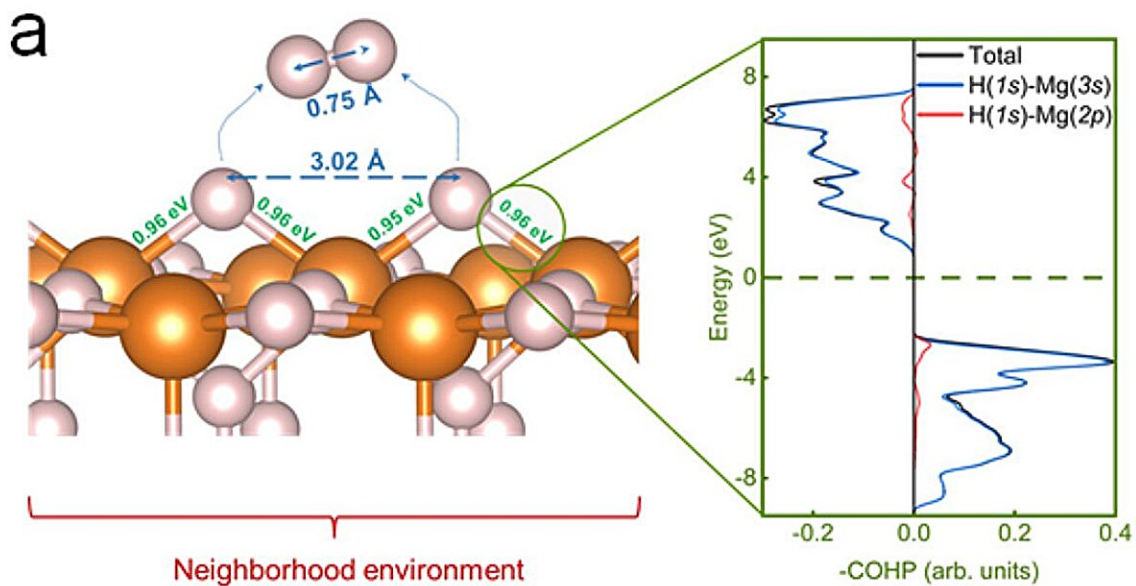 a
0.75 Å
3.02 Å
0.96 eV
0.96 eV
0.95 eV
0.96 eV
Neighborhood environment
Total
H(1s)-Mg(3s)
H(1s)-Mg(2p)
8
4
0
-4
-8
Energy (eV)
-0.2
0.0
0.2
0.4
-COHP (arb. units)